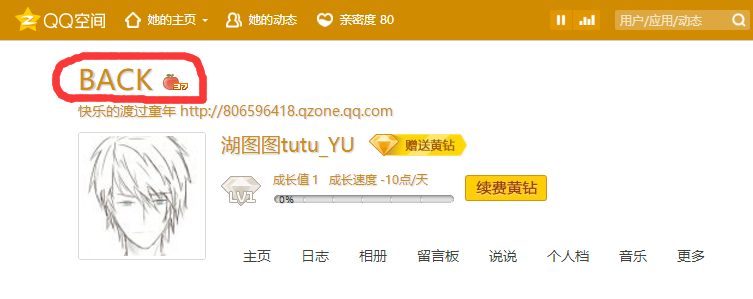 QQ空间 她的主页 她的动态 亲密度 80 用户/应用/动态
BACK
快乐的渡过童年 http://806596418.qzone.qq.com
湖图图tutu_YU 赠送黄钻
成长值 1 成长速度 -10点/天
LV1 续费黄钻
0%
主页 日志 相册 留言板 说说 个人档 音乐 更多